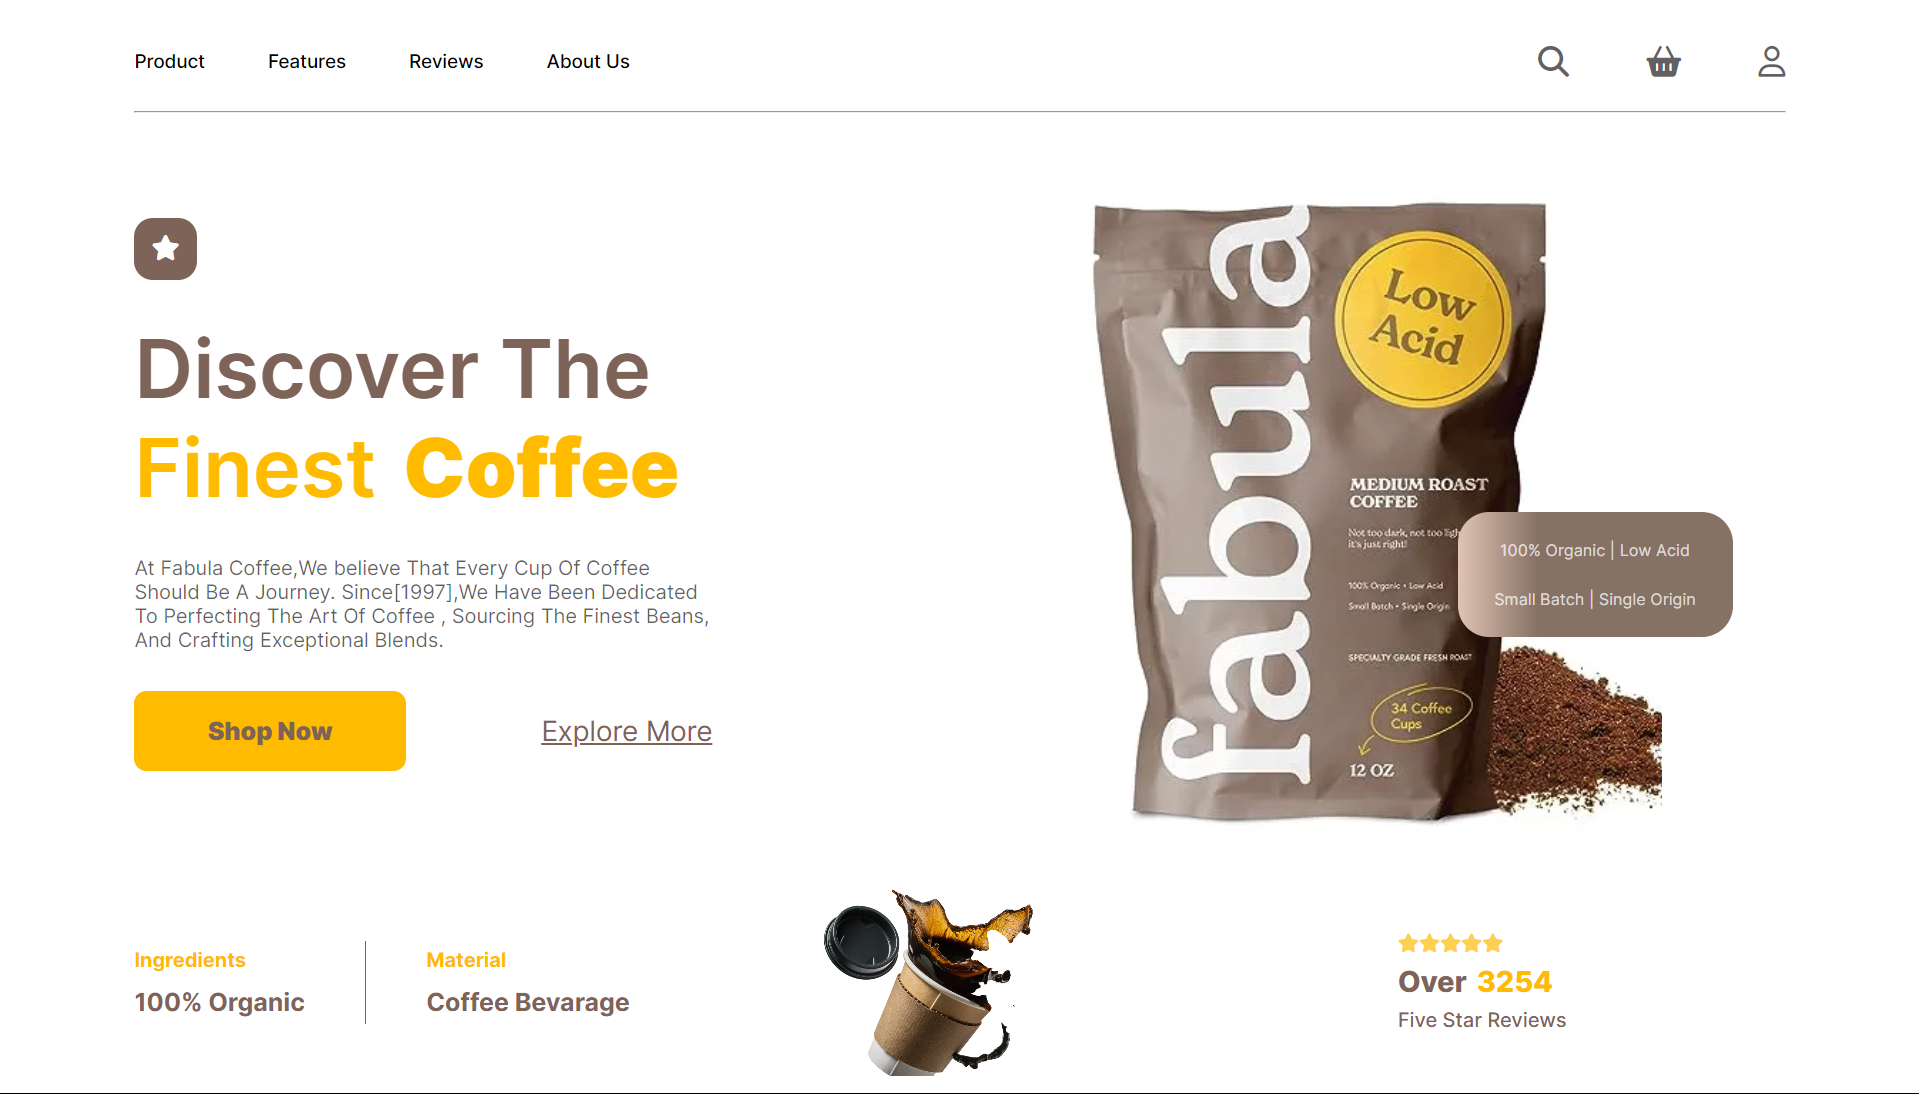 Product
Features
Reviews
About Us
Discover The
Finest Coffee
At Fabula Coffee,We believe That Every Cup Of Coffee
Should Be A Journey. Since[1997],We Have Been Dedicated
To Perfecting The Art Of Coffee , Sourcing The Finest Beans,
And Crafting Exceptional Blends.
Shop Now
Explore More
fabula
Low
Acid
MEDIUM ROAST
COFFEE
Not too dark, not too ligh
it's just right!
100% Organic • Low Acid
Small Batch • Single Origin
SPECIALTY GRADE FRESH ROAST
34 Coffee
Cups
12 OZ
100% Organic | Low Acid
Small Batch | Single Origin
Ingredients
100% Organic
Material
Coffee Bevarage
Over 3254
Five Star Reviews